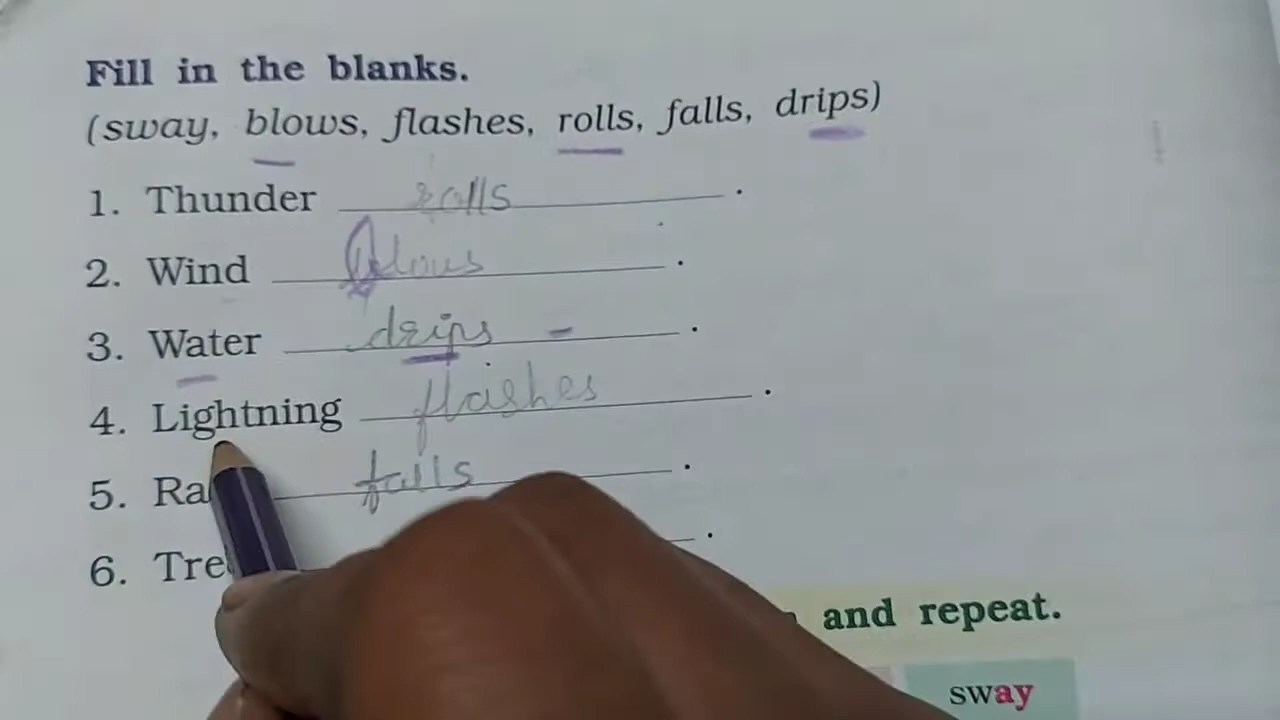 Fill in the blanks.
(sway, blows, flashes, rolls, falls, drips)
1. Thunder rolls.
2. Wind blows.
3. Water drips.
4. Lightning flashes.
5. Ra falls.
6. Tre .
and repeat.
sway